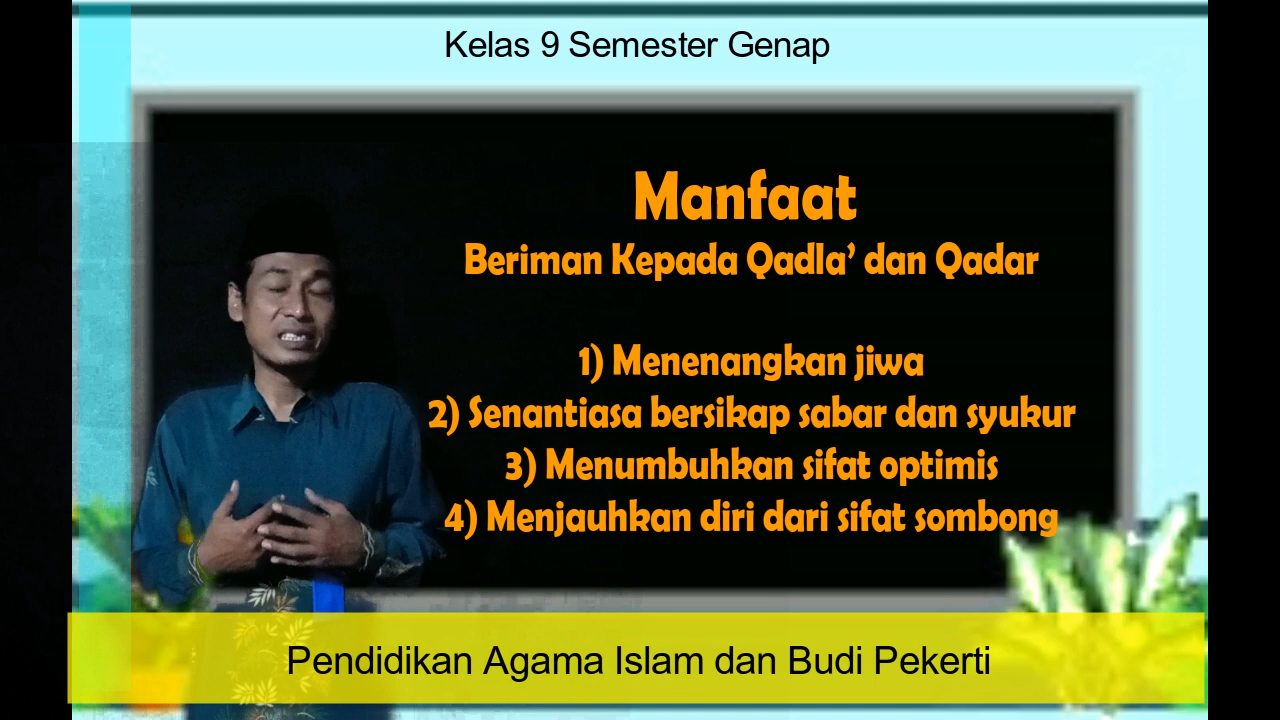 Kelas 9 Semester Genap
Manfaat
Beriman Kepada Qadla’ dan Qadar
1) Menenangkan jiwa
2) Senantiasa bersikap sabar dan syukur
3) Menumbuhkan sifat optimis
4) Menjauhkan diri dari sifat sombong
Pendidikan Agama Islam dan Budi Pekerti